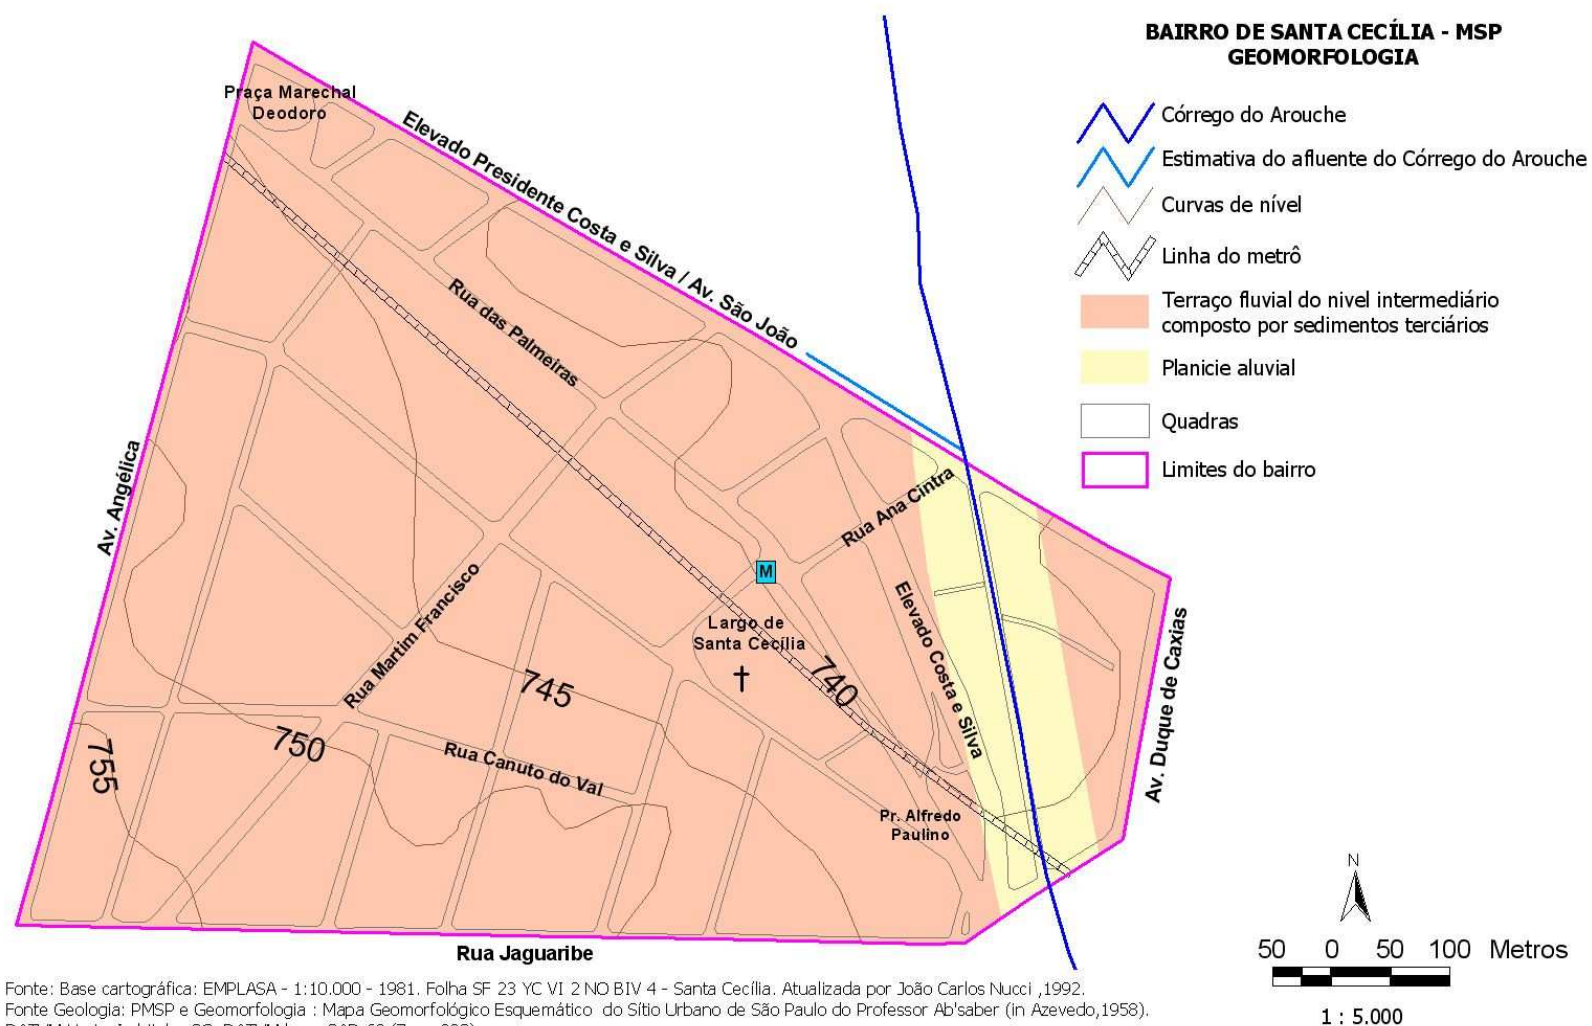 BAIRRO DE SANTA CECÍLIA - MSP
GEOMORFOLOGIA
Córrego do Arouche
Estimativa do afluente do Córrego do Arouche
Curvas de nível
Linha do metrô
Terraço fluvial do nivel intermediário
composto por sedimentos terciários
Planicie aluvial
Quadras
Limites do bairro
Praça Marechal
Deodoro
Elevado Presidente Costa e Silva / Av. São João
Rua das Palmeiras
Av. Angélica
Rua Ana Cintra
M
Rua Martim Francisco
Largo de
Santa Cecília
Elevado Costa e Silva
740
745
750
755
Rua Canuto do Val
Av. Duque de Caxias
Pr. Alfredo
Paulino
Rua Jaguaribe
N
50 0 50 100 Metros
1 : 5.000
Fonte: Base cartográfica: EMPLASA - 1:10.000 - 1981. Folha SF 23 YC VI 2 NO BIV 4 - Santa Cecília. Atualizada por João Carlos Nucci ,1992.
Fonte Geologia: PMSP e Geomorfologia : Mapa Geomorfológico Esquemático do Sítio Urbano de São Paulo do Professor Ab'saber (in Azevedo,1958).